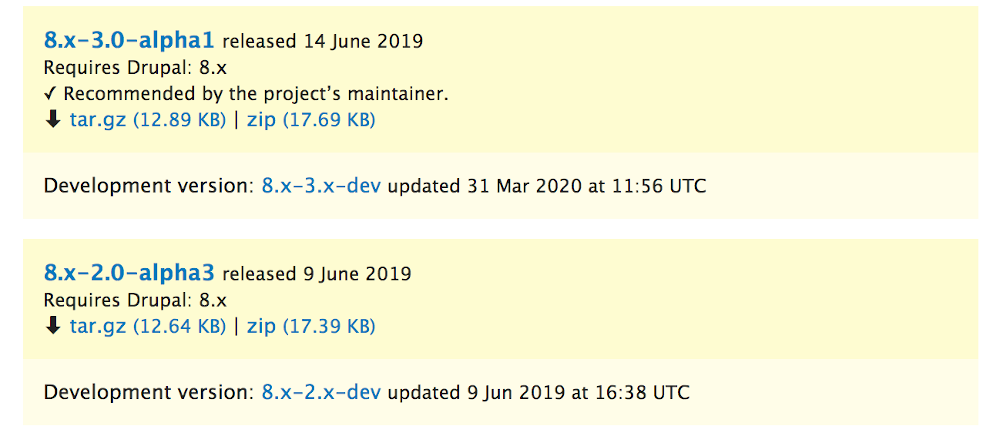 8.x-3.0-alpha1 released 14 June 2019
Requires Drupal: 8.x
✓ Recommended by the project’s maintainer.
⬇ tar.gz (12.89 KB) | zip (17.69 KB)
Development version: 8.x-3.x-dev updated 31 Mar 2020 at 11:56 UTC
8.x-2.0-alpha3 released 9 June 2019
Requires Drupal: 8.x
⬇ tar.gz (12.64 KB) | zip (17.39 KB)
Development version: 8.x-2.x-dev updated 9 Jun 2019 at 16:38 UTC